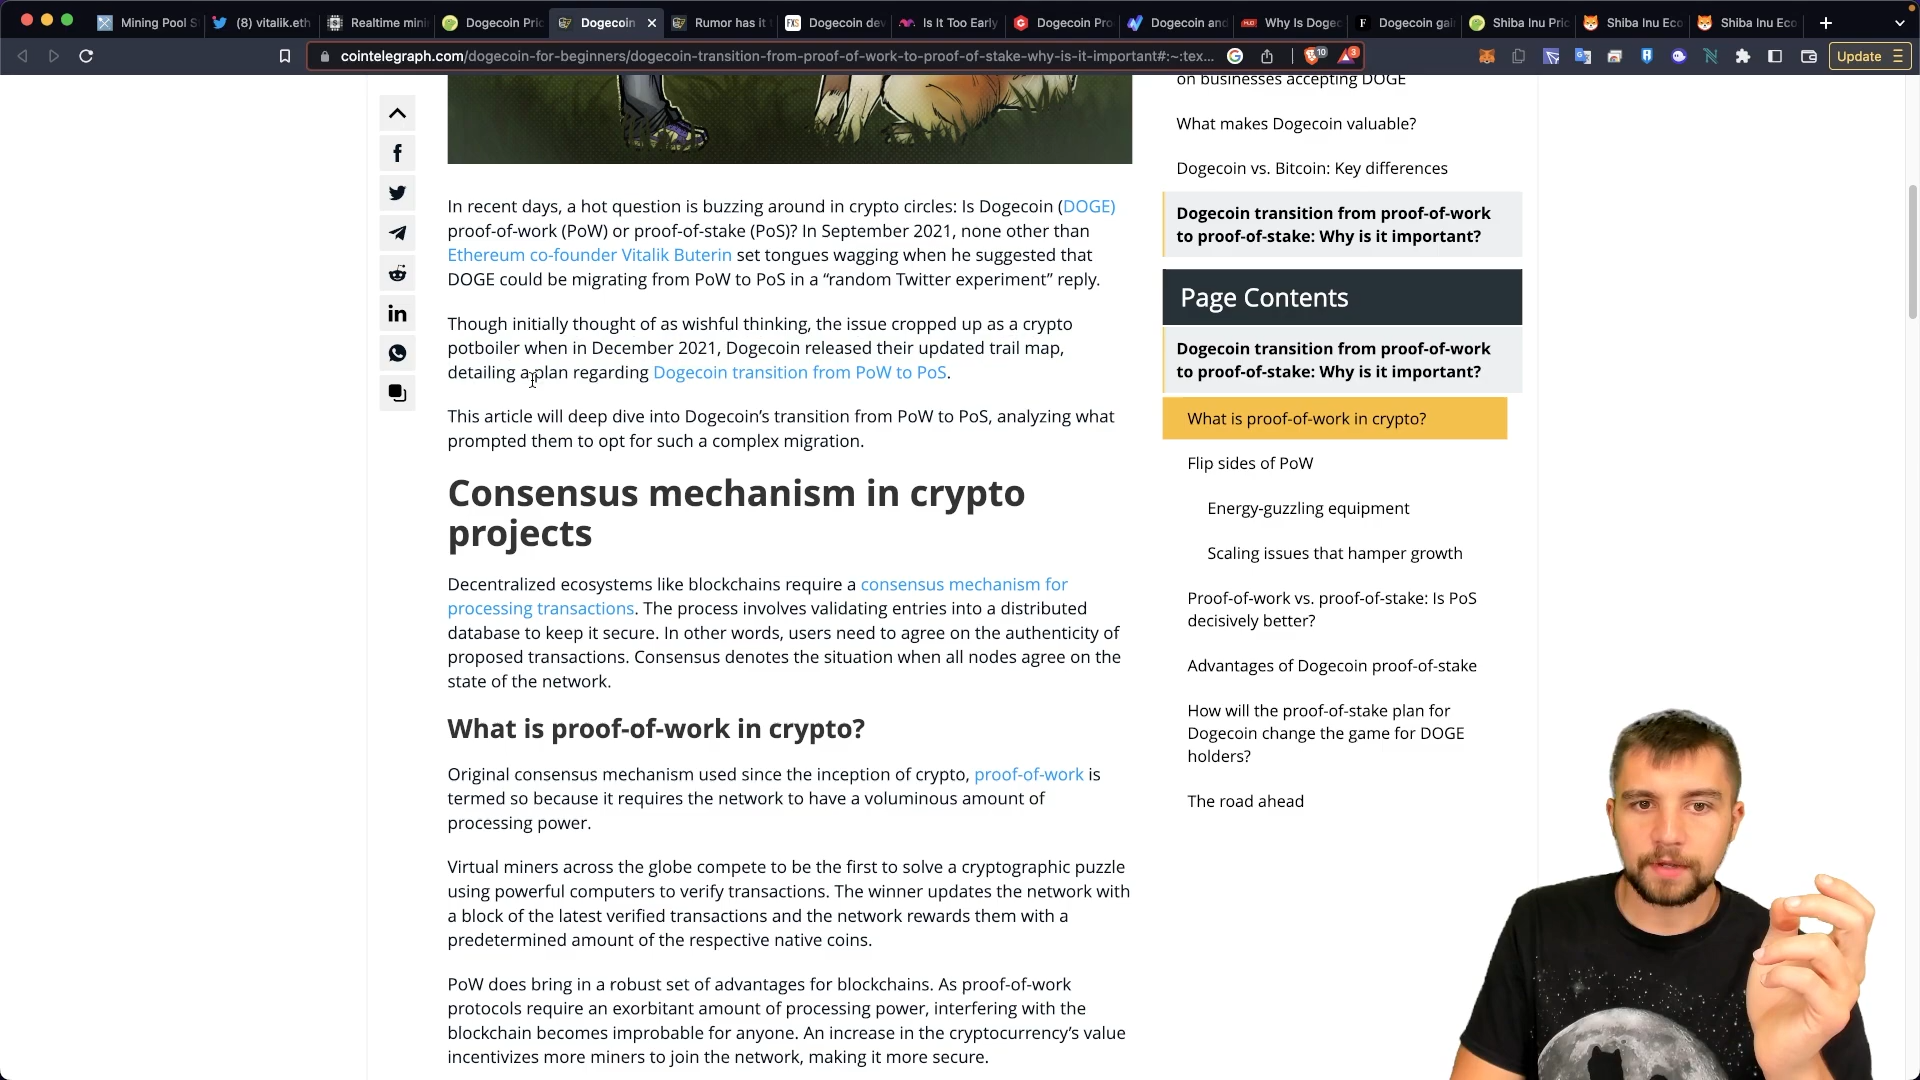 Mining Pool S
(8) vitalik.eth
Realtime mini
Dogecoin Pric
Dogecoin
Rumor has it
Dogecoin dev
Is It Too Early
Dogecoin Pro
Dogecoin and
Why Is Doge
Dogecoin gai
Shiba Inu Pric
Shiba Inu Eco
Shiba Inu Eco
cointelegraph.com/dogecoin-for-beginners/dogecoin-transition-from-proof-of-work-to-proof-of-stake-why-is-it-important#:~:tex...
10
3
Update
on businesses accepting DOGE
What makes Dogecoin valuable?
Dogecoin vs. Bitcoin: Key differences
Dogecoin transition from proof-of-work
to proof-of-stake: Why is it important?
Page Contents
Dogecoin transition from proof-of-work
to proof-of-stake: Why is it important?
What is proof-of-work in crypto?
Flip sides of PoW
Energy-guzzling equipment
Scaling issues that hamper growth
Proof-of-work vs. proof-of-stake: Is PoS
decisively better?
Advantages of Dogecoin proof-of-stake
How will the proof-of-stake plan for
Dogecoin change the game for DOGE
holders?
The road ahead
In recent days, a hot question is buzzing around in crypto circles: Is Dogecoin (DOGE)
proof-of-work (PoW) or proof-of-stake (PoS)? In September 2021, none other than
Ethereum co-founder Vitalik Buterin set tongues wagging when he suggested that
DOGE could be migrating from PoW to PoS in a “random Twitter experiment” reply.
Though initially thought of as wishful thinking, the issue cropped up as a crypto
potboiler when in December 2021, Dogecoin released their updated trail map,
detailing a plan regarding Dogecoin transition from PoW to PoS.
This article will deep dive into Dogecoin’s transition from PoW to PoS, analyzing what
prompted them to opt for such a complex migration.
Consensus mechanism in crypto
projects
Decentralized ecosystems like blockchains require a consensus mechanism for
processing transactions. The process involves validating entries into a distributed
database to keep it secure. In other words, users need to agree on the authenticity of
proposed transactions. Consensus denotes the situation when all nodes agree on the
state of the network.
What is proof-of-work in crypto?
Original consensus mechanism used since the inception of crypto, proof-of-work is
termed so because it requires the network to have a voluminous amount of
processing power.
Virtual miners across the globe compete to be the first to solve a cryptographic puzzle
using powerful computers to verify transactions. The winner updates the network with
a block of the latest verified transactions and the network rewards them with a
predetermined amount of the respective native coins.
PoW does bring in a robust set of advantages for blockchains. As proof-of-work
protocols require an exorbitant amount of processing power, interfering with the
blockchain becomes improbable for anyone. An increase in the cryptocurrency’s value
incentivizes more miners to join the network, making it more secure.